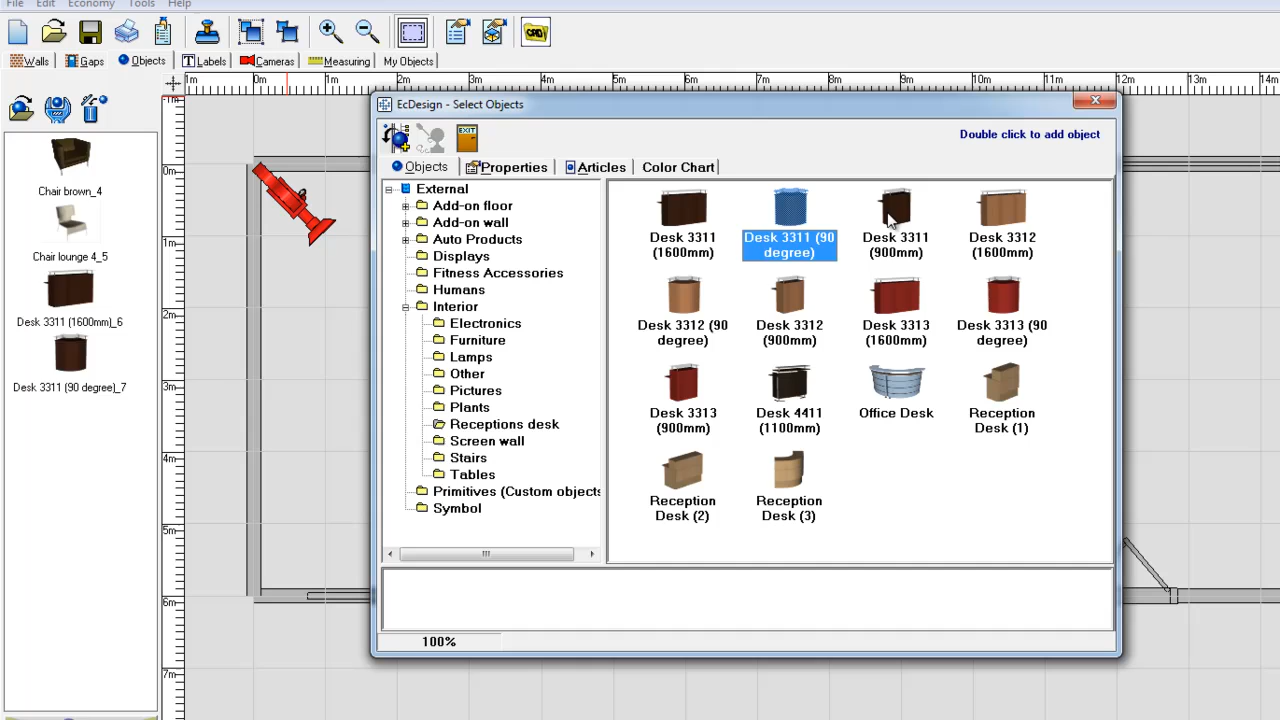 File Edit Economy Tools Help
Walls Gaps Objects Labels Cameras Measuring My Objects
1m 0m 1m 2m 3m 4m 5m 6m 7m 8m 9m 10m 11m 12m 13m 14m
EcDesign - Select Objects
EXIT
Double click to add object
Objects Properties Articles Color Chart
CAD
Chair brown_4
Chair lounge 4_5
Desk 3311 (1600mm)_6
Desk 3311 (90 degree)_7
-1m
0m
1m
2m
3m
4m
5m
6m
7m
External
Add-on floor
Add-on wall
Auto Products
Displays
Fitness Accessories
Humans
Interior
Electronics
Furniture
Lamps
Other
Pictures
Plants
Receptions desk
Screen wall
Stairs
Tables
Primitives (Custom objects
Symbol
Desk 3311
(1600mm)
Desk 3311 (90
degree)
Desk 3311
(900mm)
Desk 3312
(1600mm)
Desk 3312 (90
degree)
Desk 3312
(900mm)
Desk 3313
(1600mm)
Desk 3313 (90
degree)
Desk 3313
(900mm)
Desk 4411
(1100mm)
Office Desk
Reception
Desk (1)
Reception
Desk (2)
Reception
Desk (3)
100%